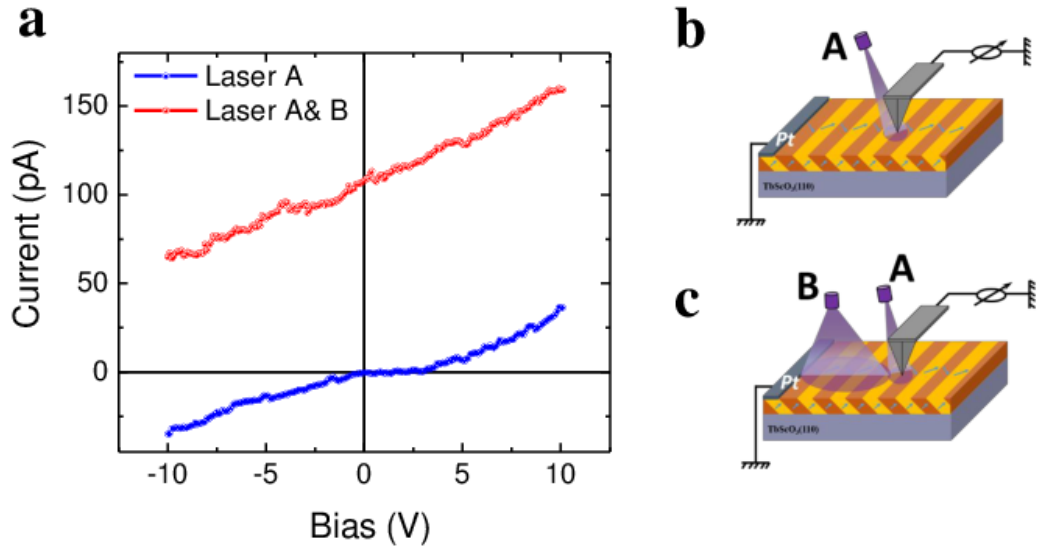 a
Laser A
Laser A& B
150
100
50
0
-10 -5 0 5 10
Current (pA)
Bias (V)
b
A
Pt
TbScO3(110)
c
B A
Pt
TbScO3(110)